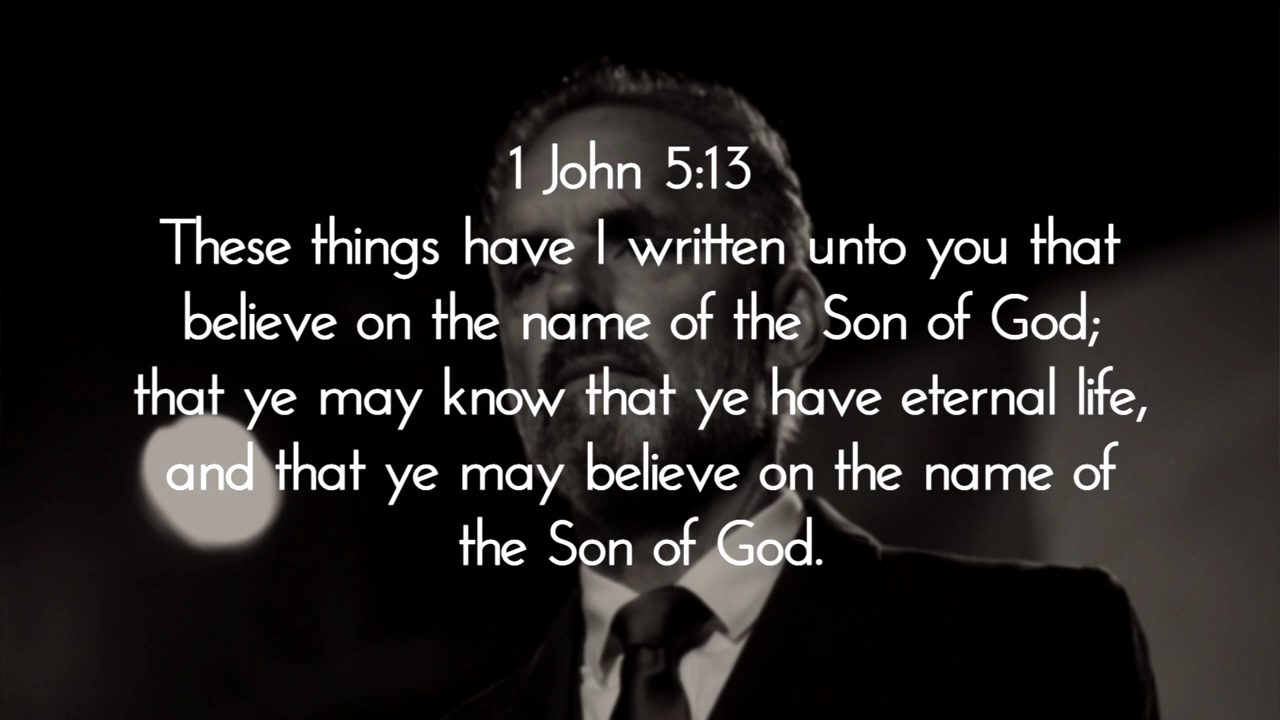 1 John 5:13
These things have I written unto you that
believe on the name of the Son of God;
that ye may know that ye have eternal life,
and that ye may believe on the name of
the Son of God.